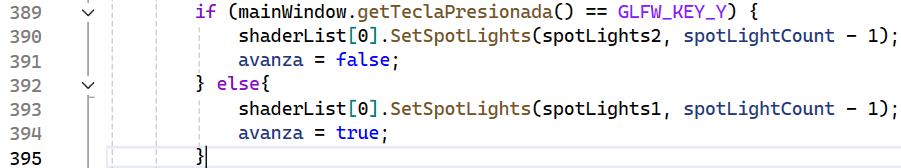 389 if (mainWindow.getTeclaPresionada() == GLFW_KEY_Y) {
390 shaderList[0].SetSpotLights(spotLights2, spotLightCount - 1);
391 avanza = false;
392 } else{
393 shaderList[0].SetSpotLights(spotLights1, spotLightCount - 1);
394 avanza = true;
395 }